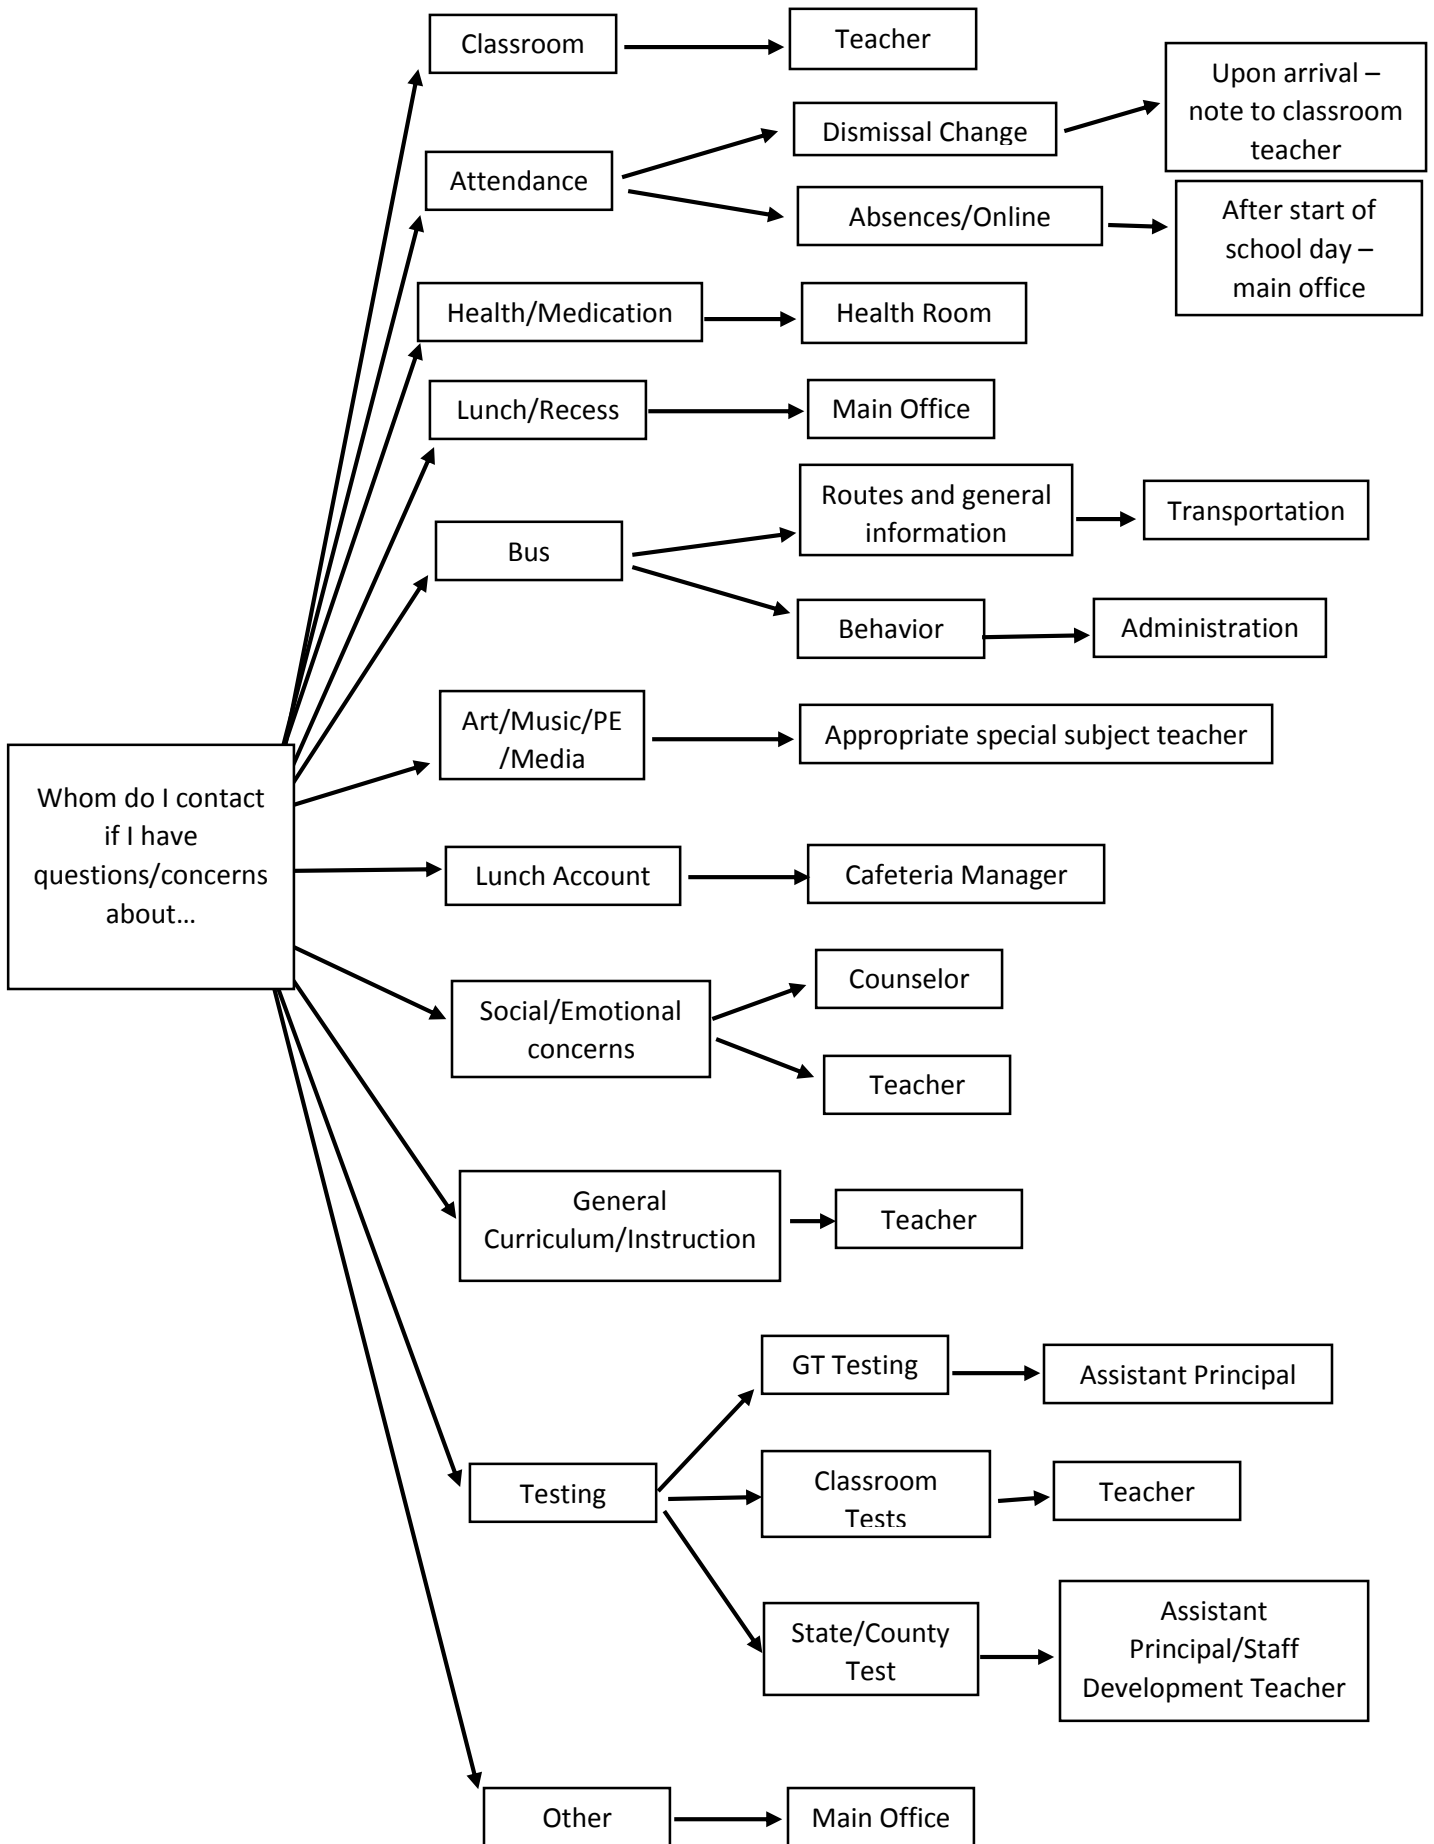 Classroom
Teacher
Upon arrival –
note to classroom
teacher
Dismissal Change
Attendance
Absences/Online
After start of
school day –
main office
Health/Medication
Health Room
Lunch/Recess
Main Office
Routes and general
information
Transportation
Bus
Behavior
Administration
Art/Music/PE
/Media
Appropriate special subject teacher
Whom do I contact
if I have
questions/concerns
about…
Lunch Account
Cafeteria Manager
Social/Emotional
concerns
Counselor
Teacher
General
Curriculum/Instruction
Teacher
GT Testing
Assistant Principal
Testing
Classroom
Tests
Teacher
State/County
Test
Assistant
Principal/Staff
Development Teacher
Other
Main Office